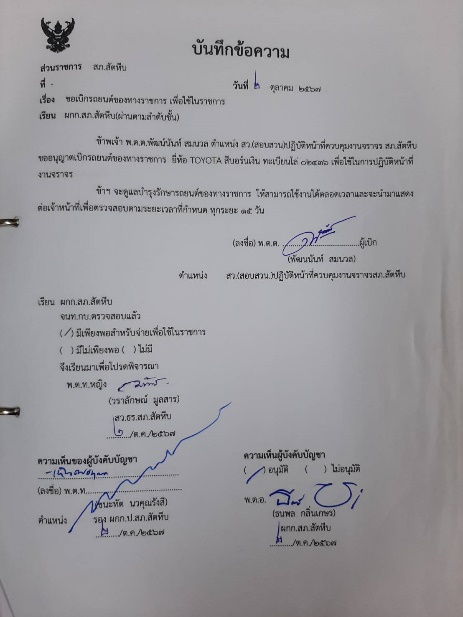 บันทึกข้อความ
ส่วนราชการ สภ.สัตหีบ
ที่ - วันที่ ๒ ตุลาคม ๒๕๖๗
เรื่อง ขอเบิกรถยนต์ของทางราชการ เพื่อใช้ในราชการ
เรียน ผกก.สภ.สัตหีบ(ผ่านตามลำดับชั้น)
ข้าพเจ้า พ.ต.ต.พัฒน์นันท์ สมนวล ตำแหน่ง สว.(สอบสวน)ปฏิบัติหน้าที่ควบคุมงานจราจร สภ.สัตหีบ
ขออนุญาตเบิกรถยนต์ของทางราชการ ยี่ห้อ TOYOTA สีบอร์นเงิน ทะเบียนโล่ ๐๒๕๓๖ เพื่อใช้ในการปฏิบัติหน้าที่
งานจราจร
ข้าฯ จะดูแลบำรุงรักษารถยนต์ของทางราชการ ให้สามารถใช้งานได้ตลอดเวลาและจะนำมาแสดง
ต่อเจ้าหน้าที่เพื่อตรวจสอบตามระยะเวลาที่กำหนด ทุกระยะ ๑๕ วัน
(ลงชื่อ) พ.ต.ต. ผู้เบิก
(พัฒนนันท์ สมนวล)
ตำแหน่ง สว.(สอบสวน.)ปฏิบัติหน้าที่ควบคุมงานจราจรสภ.สัตหีบ
เรียน ผกก.สภ.สัตหีบ
จนท.กบ.ตรวจสอบแล้ว
(/) มีเพียงพอสำหรับจ่ายเพื่อใช้ในราชการ
( ) มีไม่เพียงพอ ( ) ไม่มี
จึงเรียนมาเพื่อโปรดพิจารณา
พ.ต.ท.หญิง
(วราลักษณ์ มูลสาร)
สว.ธร.สภ.สัตหีบ
๒/ต.ค./๒๕๖๗
ความเห็นของผู้บังคับบัญชา
(ลงชื่อ) พ.ต.ท.
(ชนะทัต นวคุณรังสี)
ตำแหน่ง รอง ผกก.ป.สภ.สัตหีบ
๒/ต.ค./๒๕๖๗
ความเห็นผู้บังคับบัญชา
( / อนุมัติ ( ) ไม่อนุมัติ
พ.ต.อ.
(ธนพล กลิ่นเกษร)
ผกก.สภ.สัตหีบ
๒/ต.ค./๒๕๖๗